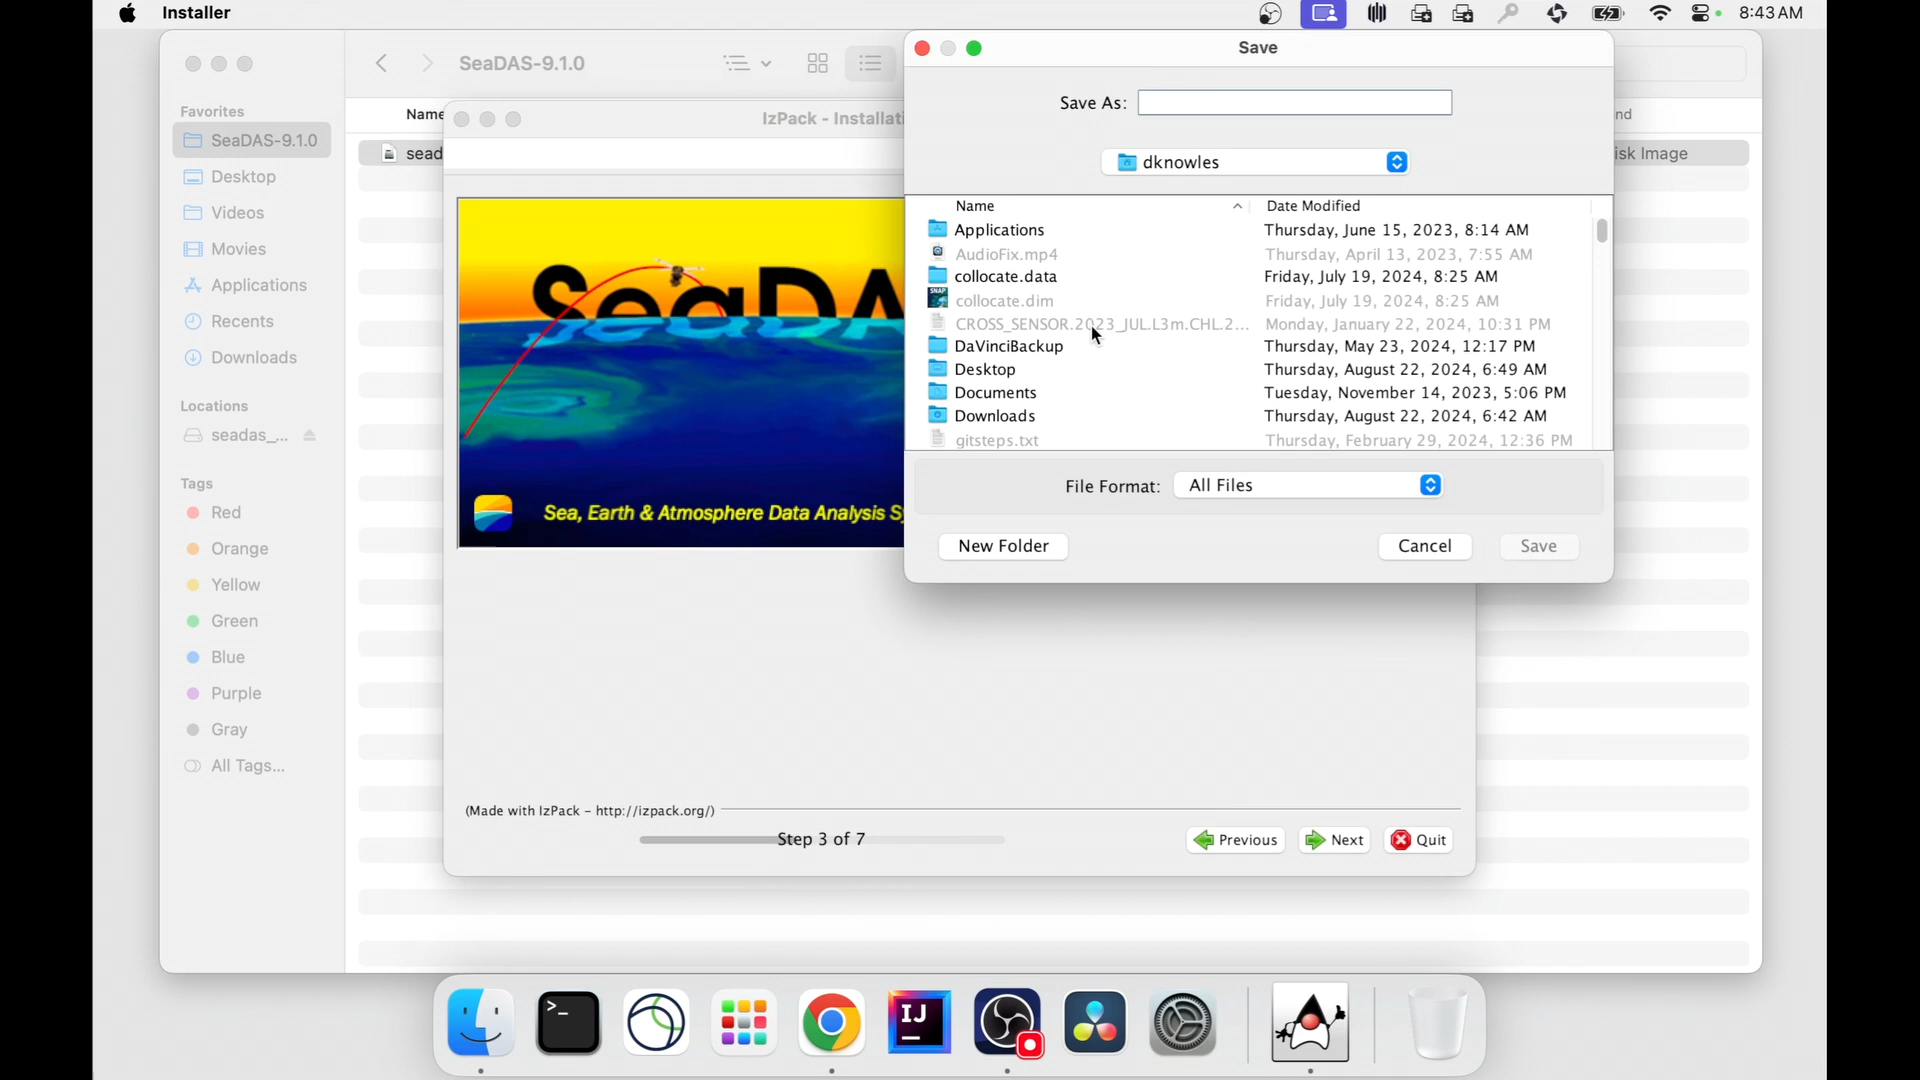 Installer
8:43 AM
SeaDAS-9.1.0
Save
Favorites
SeaDAS-9.1.0
Desktop
Videos
Movies
Applications
Recents
Downloads
Locations
seadas_...
Tags
Red
Orange
Yellow
Green
Blue
Purple
Gray
All Tags...
Name
nd
sead
isk Image
IzPack - Installati
SeaDA
Sea, Earth & Atmosphere Data Analysis Sy
Save As:
dknowles
Name Date Modified
Applications Thursday, June 15, 2023, 8:14 AM
AudioFix.mp4 Thursday, April 13, 2023, 7:55 AM
collocate.data Friday, July 19, 2024, 8:25 AM
SNAP collocate.dim Friday, July 19, 2024, 8:25 AM
CROSS_SENSOR.2023_JUL.L3m.CHL.2... Monday, January 22, 2024, 10:31 PM
DaVinciBackup Thursday, May 23, 2024, 12:17 PM
Desktop Thursday, August 22, 2024, 6:49 AM
Documents Tuesday, November 14, 2023, 5:06 PM
Downloads Thursday, August 22, 2024, 6:42 AM
gitsteps.txt Thursday, February 29, 2024, 12:36 PM
File Format: All Files
New Folder Cancel Save
(Made with IzPack - http://izpack.org/)
Step 3 of 7
Previous Next Quit
>_
IJ